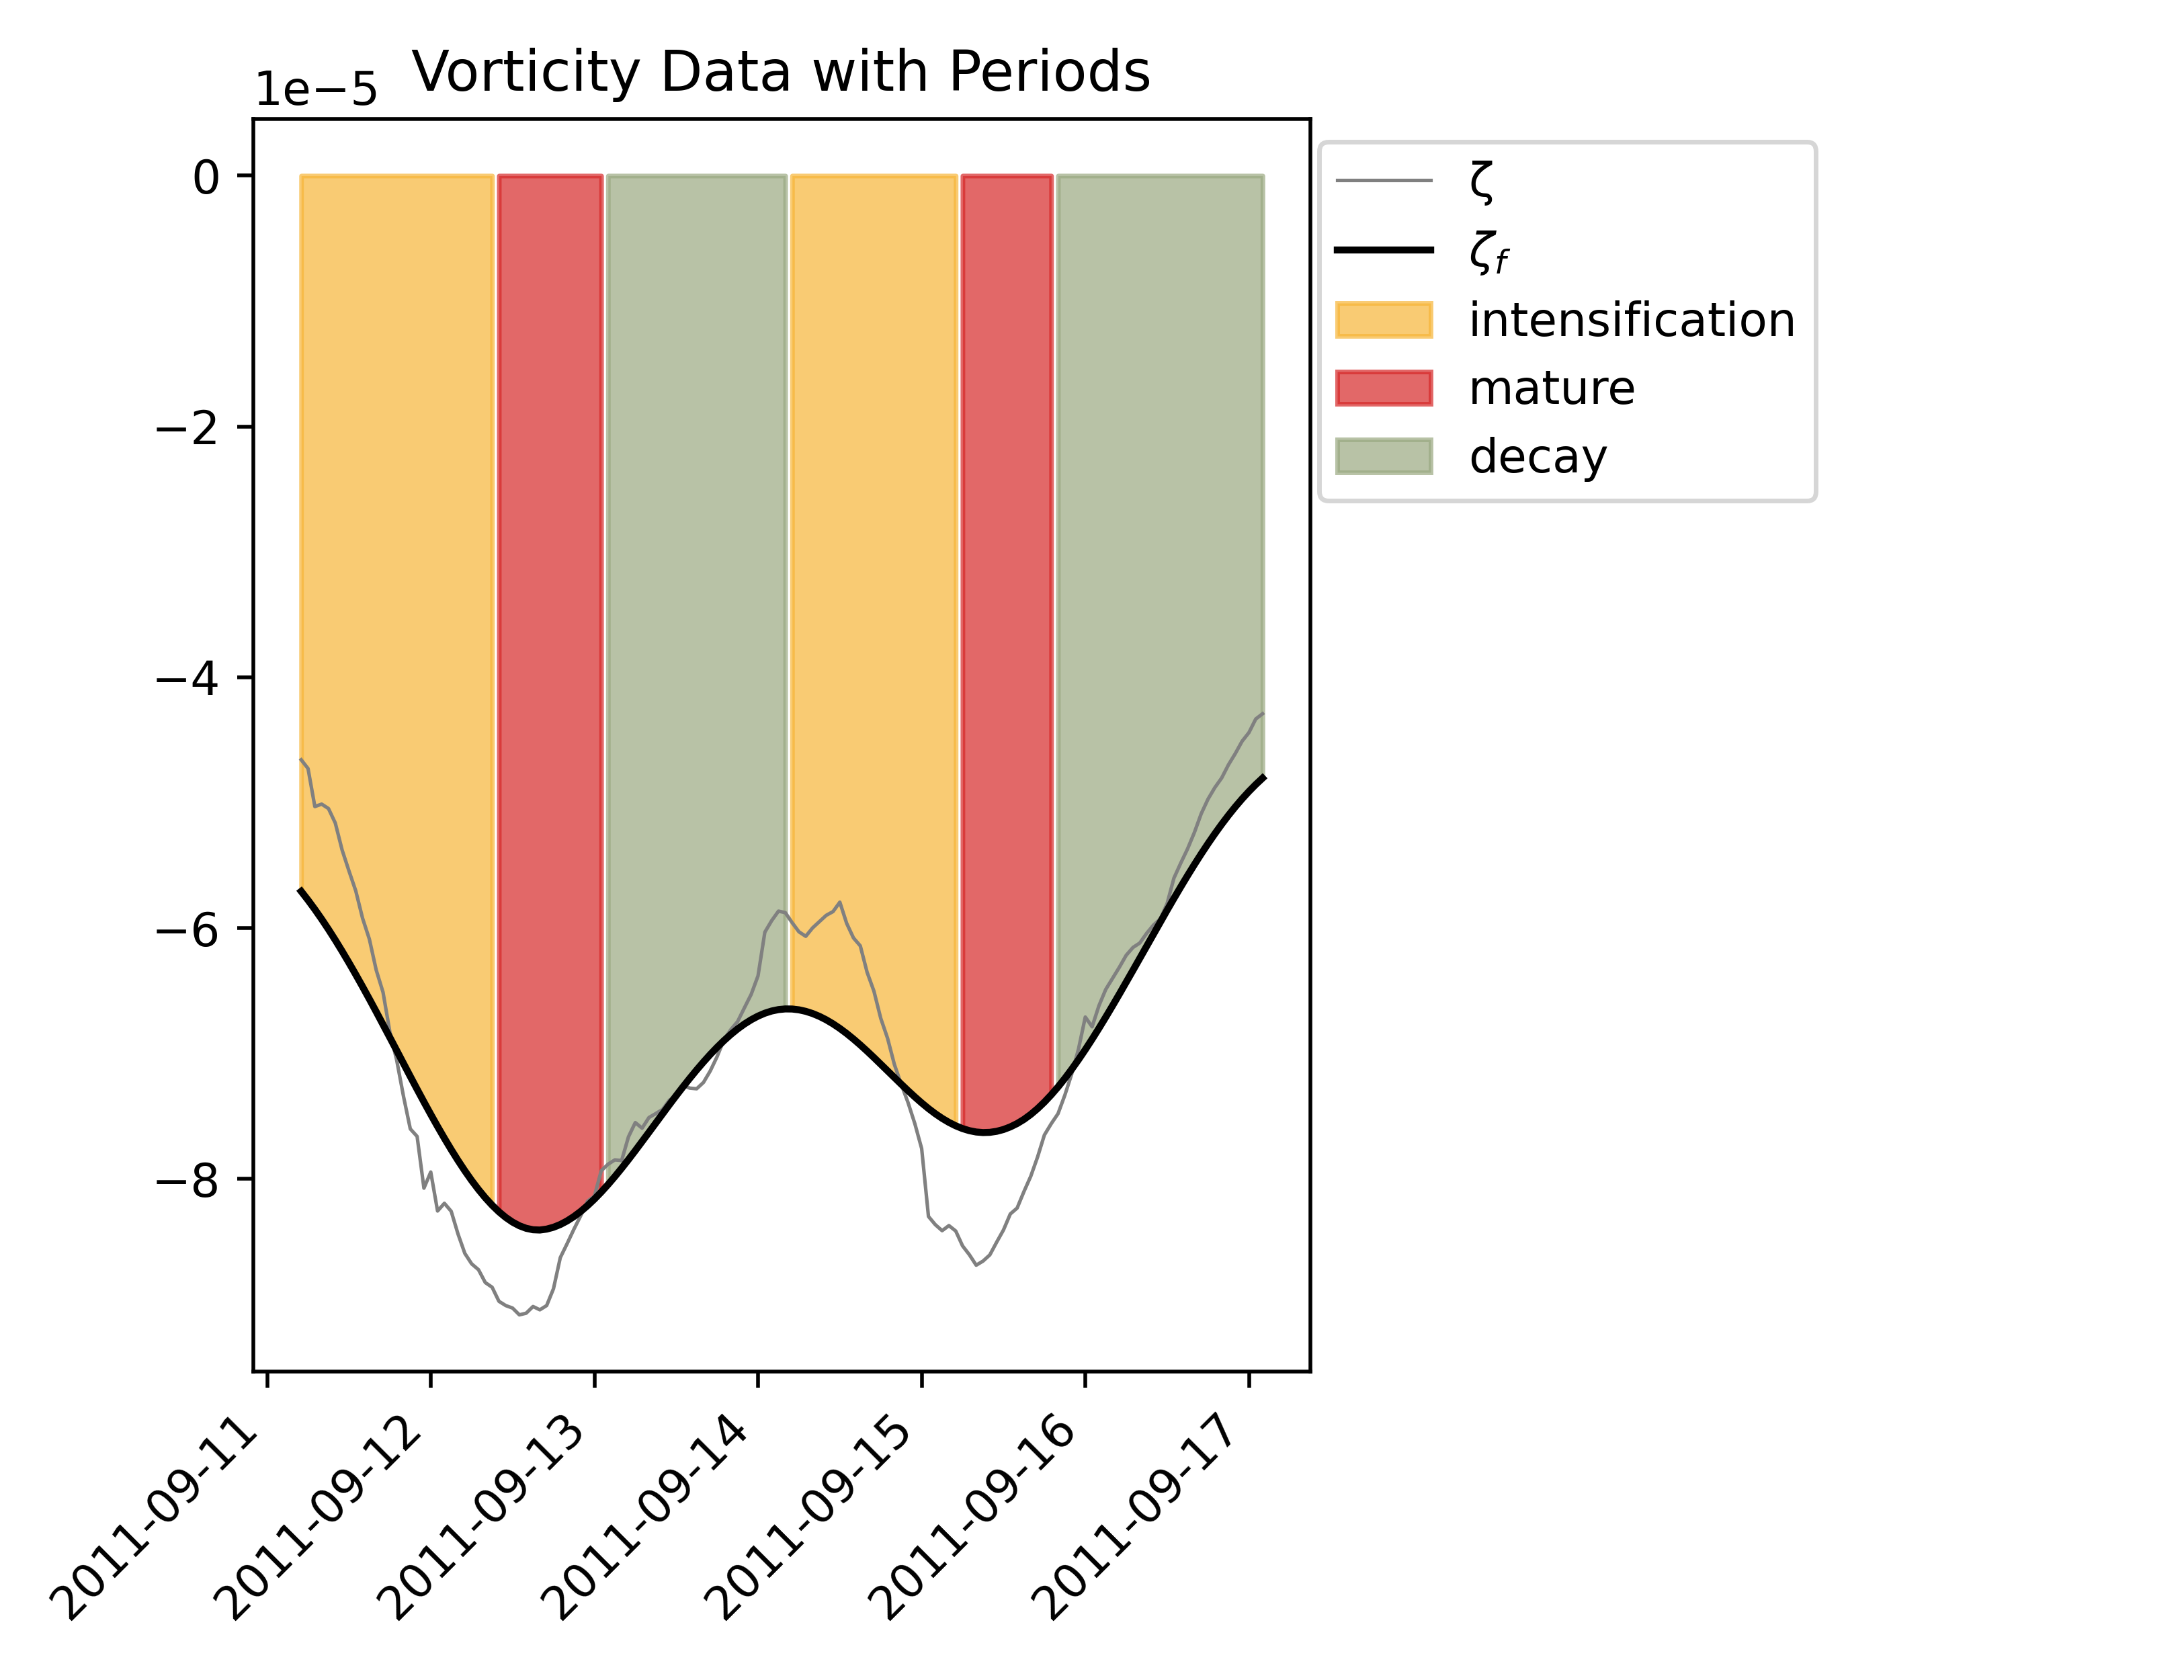 Vorticity Data with Periods
1e−5
0
−2
−4
−6
−8
2011-09-11
2011-09-12
2011-09-13
2011-09-14
2011-09-15
2011-09-16
2011-09-17
ζ
ζf
intensification
mature
decay